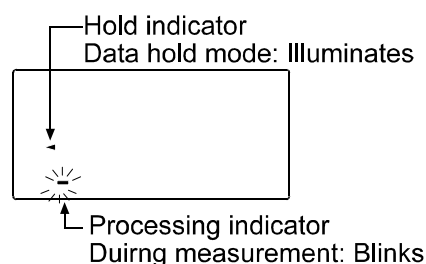 Hold indicator
Data hold mode: Illuminates
Processing indicator
Duirng measurement: Blinks